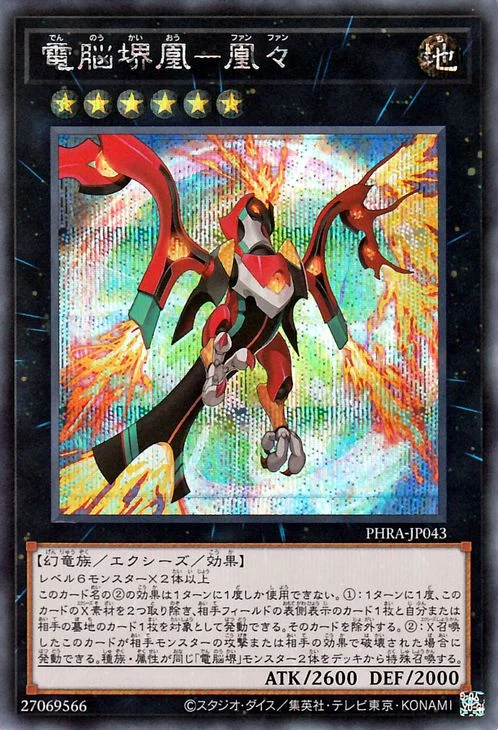 電脳堺凰－凰々
地
PHRA-JP043
[幻竜族／エクシーズ／効果]
レベル6モンスター×2体以上
このカード名の②の効果は1ターンに1度しか使用できない。①：1ターンに1度、この
カードのX素材を2つ取り除き、相手フィールドの表側表示のカード1枚と自分または
相手の墓地のカード1枚を対象として発動できる。そのカードを除外する。②：X召喚
したこのカードが相手モンスターの攻撃または相手の効果で破壊された場合に
発動できる。種族・属性が同じ「電脳堺」モンスター2体をデッキから特殊召喚する。
ATK/2600 DEF/2000
27069566 ©スタジオ・ダイス／集英社・テレビ東京・KONAMI